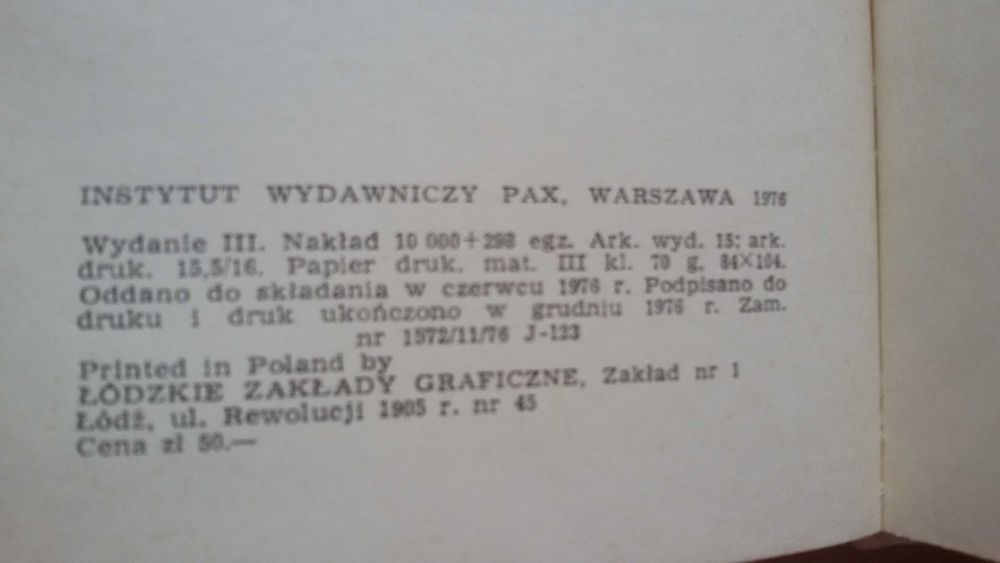 INSTYTUT WYDAWNICZY PAX, WARSZAWA 1976
Wydanie III. Nakład 10 000+298 egz. Ark. wyd. 15; ark.
druk. 15,5/16. Papier druk. mat. III kl. 70 g. 84×104.
Oddano do składania w czerwcu 1976 r. Podpisano do
druku i druk ukończono w grudniu 1976 r. Zam.
nr 1572/11/76 J-123
Printed in Poland by
ŁÓDZKIE ZAKŁADY GRAFICZNE, Zakład nr 1
Łódź, ul. Rewolucji 1905 r. nr 45
Cena zł 50.—